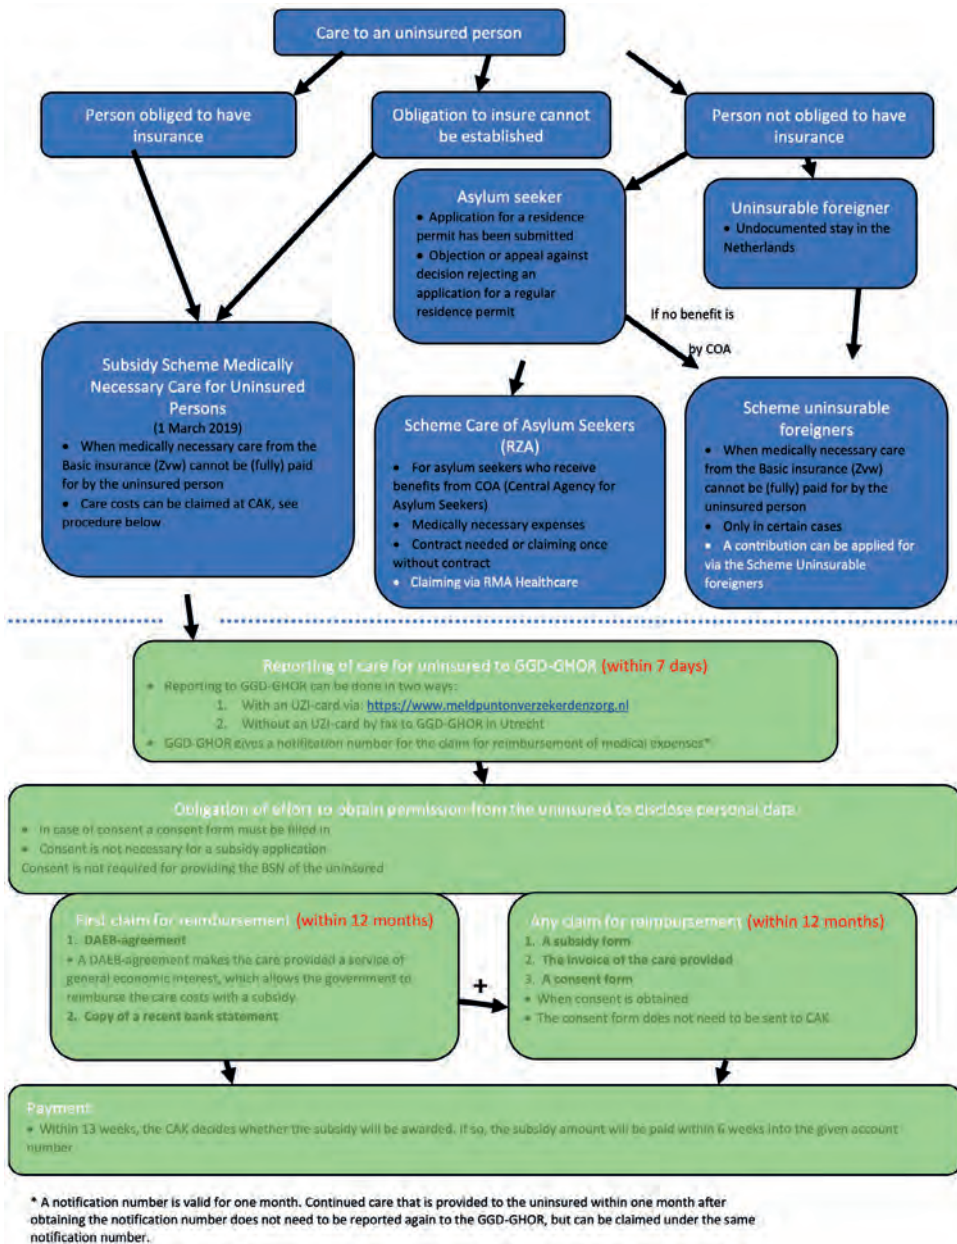 Care to an uninsured person
Person obliged to have
insurance
Obligation to insure cannot
be established
Person not obliged to have
insurance
Asylum seeker
• Application for a residence
permit has been submitted
• Objection or appeal against
decision rejecting an
application for a regular
residence permit
Uninsurable foreigner
• Undocumented stay in the
Netherlands
If no benefit is
by COA
Subsidy Scheme Medically
Necessary Care for Uninsured
Persons
(1 March 2019)
• When medically necessary care from the
Basic insurance (Zvw) cannot be (fully) paid
for by the uninsured person
• Care costs can be claimed at CAK, see
procedure below
Scheme Care of Asylum Seekers
(RZA)
• For asylum seekers who receive
benefits from COA (Central Agency for
Asylum Seekers)
• Medically necessary expenses
• Contract needed or claiming once
without contract
• Claiming via RMA Healthcare
Scheme uninsurable
foreigners
• When medically necessary care
from the Basic insurance (Zvw)
cannot be (fully) paid for by the
uninsured person
• Only in certain cases
• A contribution can be applied for
via the Scheme Uninsurable
foreigners
Reporting of care for uninsured to GGD-GHOR (within 7 days)
• Reporting to GGD-GHOR can be done in two ways:
1. With an UZI-card via: https://www.meldpuntonverzekerdenzorg.nl
2. Without an UZI-card by fax to GGD-GHOR in Utrecht
• GGD-GHOR gives a notification number for the claim for reimbursement of medical expenses*
Obligation of effort to obtain permission from the uninsured to disclose personal data
• In case of consent a consent form must be filled in
• Consent is not necessary for a subsidy application
Consent is not required for providing the BSN of the uninsured
First claim for reimbursement (within 12 months)
1. DAEB-agreement
• A DAEB-agreement makes the care provided a service of
general economic interest, which allows the government to
reimburse the care costs with a subsidy
2. Copy of a recent bank statement
+
Any claim for reimbursement (within 12 months)
1. A subsidy form
2. The invoice of the care provided
3. A consent form
• When consent is obtained
• The consent form does not need to be sent to CAK
Payment
• Within 13 weeks, the CAK decides whether the subsidy will be awarded. If so, the subsidy amount will be paid within 6 weeks into the given account
number
* A notification number is valid for one month. Continued care that is provided to the uninsured within one month after
obtaining the notification number does not need to be reported again to the GGD-GHOR, but can be claimed under the same
notification number.